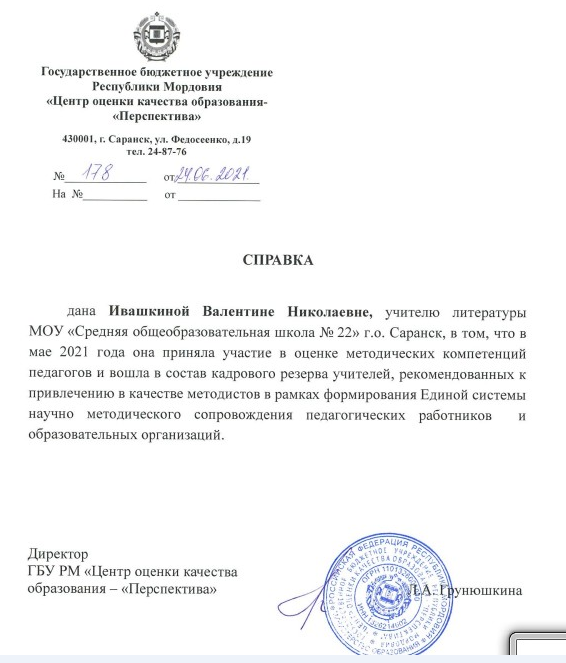 Государственное бюджетное учреждение
Республики Мордовия
«Центр оценки качества образования-
«Перспектива»
430001, г. Саранск, ул. Федосеенко, д.19
тел. 24-87-76
№ 178 от 24.06.2021
На № от
СПРАВКА
дана Ивашкиной Валентине Николаевне, учителю литературы
МОУ «Средняя общеобразовательная школа № 22» г.о. Саранск, в том, что в
мае 2021 года она приняла участие в оценке методических компетенций
педагогов и вошла в состав кадрового резерва учителей, рекомендованных к
привлечению в качестве методистов в рамках формирования Единой системы
научно методического сопровождения педагогических работников и
образовательных организаций.
Директор
ГБУ РМ «Центр оценки качества
образования – «Перспектива»
Л.А. Грунюшкина
РОССИЙСКАЯ ФЕДЕРАЦИЯ РЕСПУБЛИКА МОРДОВИЯ